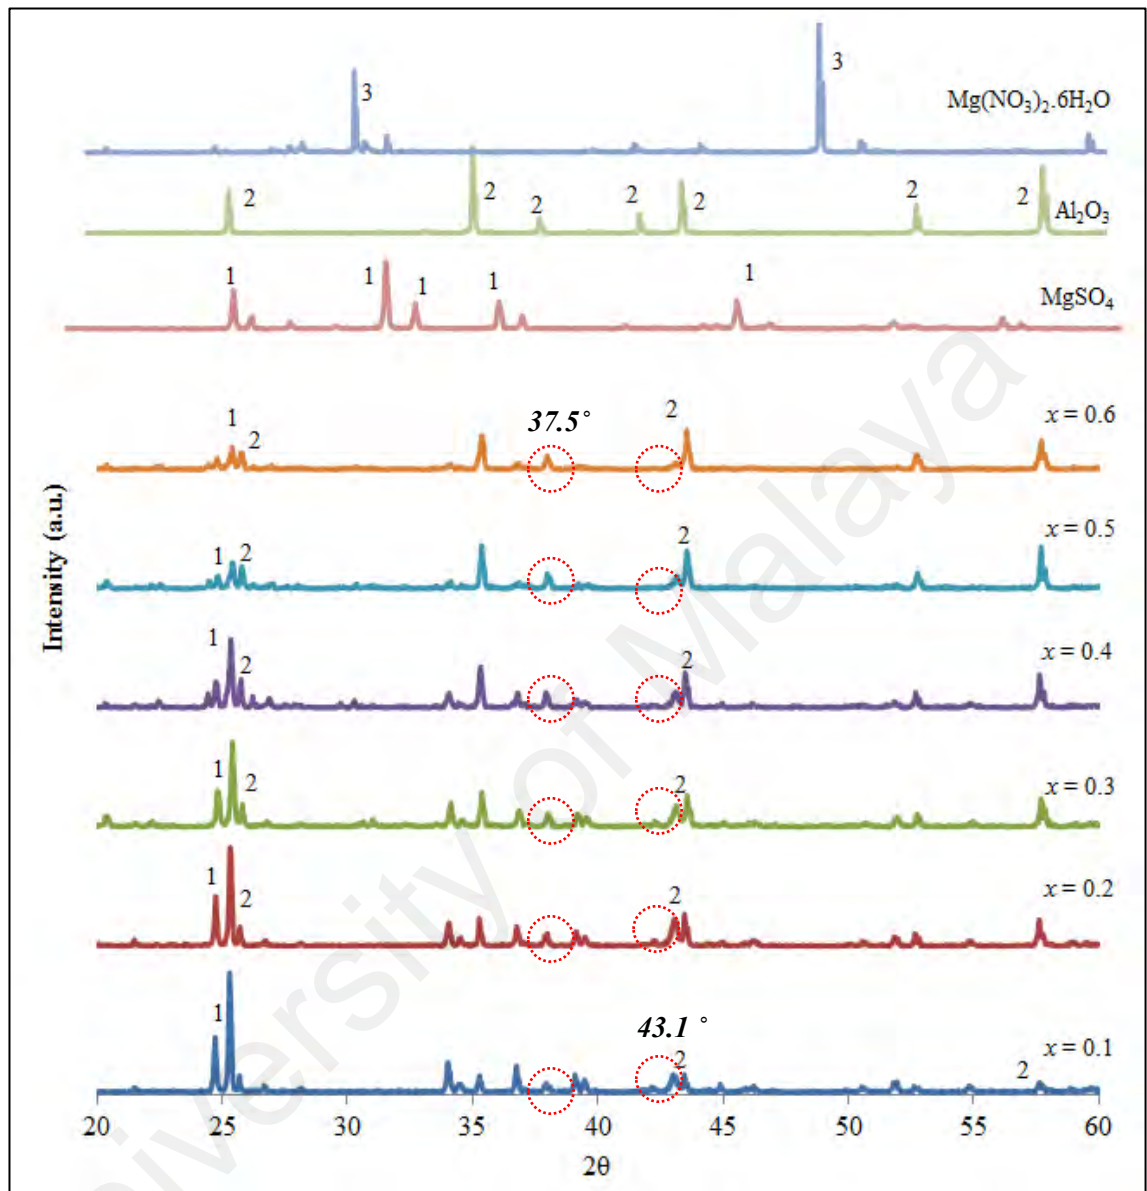 3
3
Mg(NO₃)₂.6H₂O
2
2
2
2
2
2
2
Al₂O₃
1
1
1
1
1
MgSO₄
1
2
37.5°
2
x = 0.6
1
2
2
x = 0.5
1
2
2
x = 0.4
1
2
2
x = 0.3
1
2
2
x = 0.2
1
43.1 °
2
2
x = 0.1
Intensity (a.u.)
20 25 30 35 40 45 50 55 60
2θ
University of Malaya